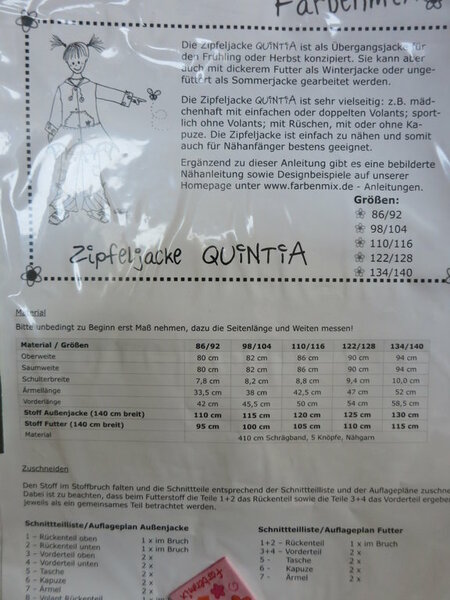 Farbenmix
Die Zipfeljacke QUiNTiA ist als Übergangsjacke für
den Frühling oder Herbst konzipiert. Sie kann aber
auch mit dickerem Futter als Winterjacke oder unge-
füttert als Sommerjacke gearbeitet werden.
Die Zipfeljacke QUiNTiA ist sehr vielseitig: z.B. mäd-
chenhaft mit einfachen oder doppelten Volants; sport-
lich ohne Volants; mit Rüschen, mit oder ohne Ka-
puze. Die Zipfeljacke ist einfach zu nähen und somit
auch für Nähanfänger bestens geeignet.
Ergänzend zu dieser Anleitung gibt es eine bebilderte
Nähanleitung sowie Designbeispiele auf unserer
Homepage unter www.farbenmix.de - Anleitungen.
Größen:
86/92
98/104
110/116
122/128
134/140
Zipfeljacke QUiNTiA
Material
Bitte unbedingt zu Beginn erst Maß nehmen, dazu die Seitenlänge und Weiten messen!
Material / Größen 86/92 98/104 110/116 122/128 134/140
Oberweite 80 cm 82 cm 86 cm 90 cm 94 cm
Saumweite 80 cm 82 cm 86 cm 90 cm 94 cm
Schulterbreite 7,8 cm 8,2 cm 8,8 cm 9,4 cm 10,0 cm
Ärmellänge 33,5 cm 38 cm 42,5 cm 47 cm 52 cm
Vorderlänge 42 cm 45,5 cm 50 cm 54 cm 58,5 cm
Stoff Außenjacke (140 cm breit) 110 cm 115 cm 120 cm 125 cm 130 cm
Stoff Futter (140 cm breit) 95 cm 100 cm 105 cm 110 cm 115 cm
Material 410 cm Schrägband, 5 Knöpfe, Nähgarn
Zuschneiden
Den Stoff im Stoffbruch falten und die Schnittteile entsprechend der Schnittteilliste und der Auflagepläne zuschne
Dabei ist zu beachten, dass beim Futterstoff die Teile 1+2 das Rückenteil sowie die Teile 3+4 das Vorderteil ergebe
jeweils als ein gemeinsames Teil betrachtet werden.
Schnittteilliste/Auflageplan Außenjacke
1 – Rückenteil oben 1 x im Bruch
2 – Rückenteil unten 1 x im Bruch
3 – Vorderteil oben 2 x
4 – Vorderteil unten 2 x
5 – Tasche 2 x
6 – Kapuze 2 x
7 - Ärmel 2 x
8 – Volant Rückenteil
Schnittteilliste/Auflageplan Futter
1+2 – Rückenteil 1 x im Bruch
3+4 – Vorderteil 2 x
5 - Tasche 2 x
6 - Kapuze 2 x
7 - Ärmel 2 x
farbenmix